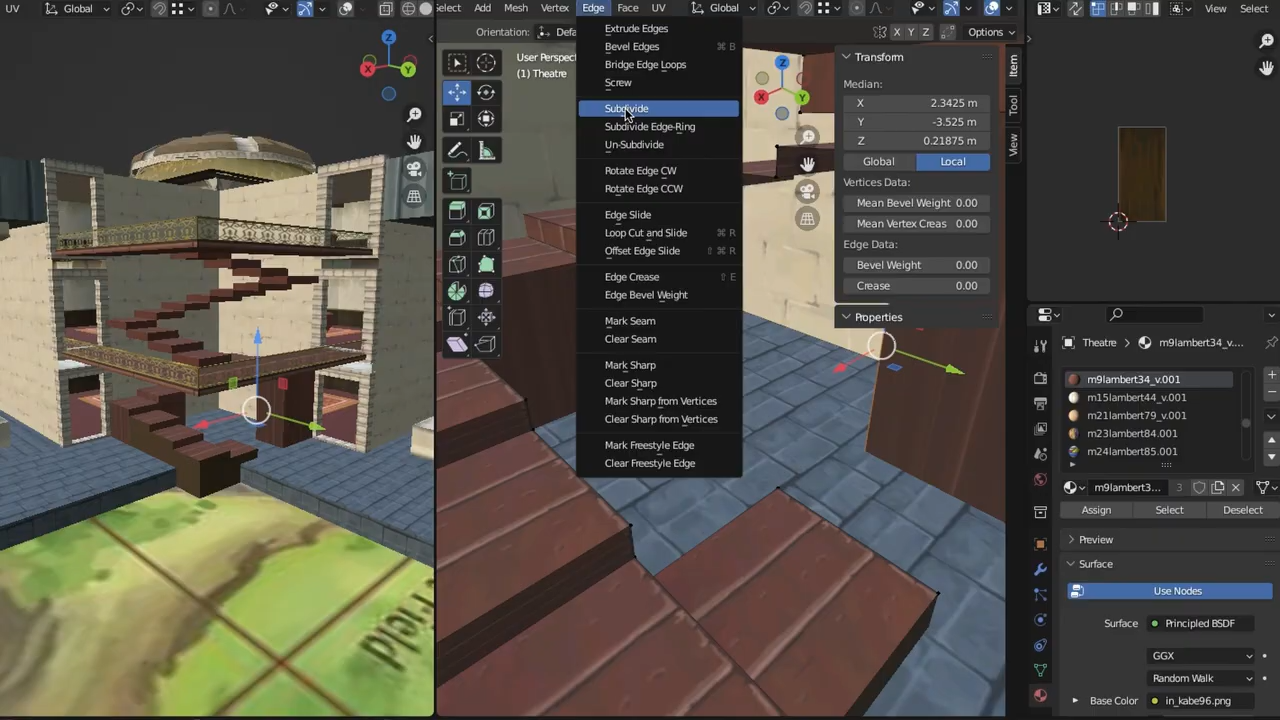 UV
Global
Select
Add
Mesh
Vertex
Edge
Face
UV
Global
View
Select
Orientation:
Defa
X
Y
Z
Options
User Perspect
(1) Theatre
Extrude Edges
Bevel Edges
⌘ B
Bridge Edge Loops
Screw
Subdivide
Subdivide Edge-Ring
Un-Subdivide
Rotate Edge CW
Rotate Edge CCW
Edge Slide
Loop Cut and Slide
⌘ R
Offset Edge Slide
⇧ ⌘ R
Edge Crease
⇧ E
Edge Bevel Weight
Mark Seam
Clear Seam
Mark Sharp
Clear Sharp
Mark Sharp from Vertices
Clear Sharp from Vertices
Mark Freestyle Edge
Clear Freestyle Edge
Z
X
Y
Z
X
Y
Transform
Median:
X
2.3425 m
Y
-3.525 m
Z
0.21875 m
Global
Local
Vertices Data:
Mean Bevel Weight
0.00
Mean Vertex Creas
0.00
Edge Data:
Bevel Weight
0.00
Crease
0.00
Properties
Item
Tool
View
Theatre
m9lambert34_v....
m9lambert34_v.001
m15lambert44_v.001
m21lambert79_v.001
m23lambert84.001
m24lambert85.001
m9lambert3...
3
Assign
Select
Deselect
Preview
Surface
Use Nodes
Surface
Principled BSDF
GGX
Random Walk
Base Color
in_kabe96.png